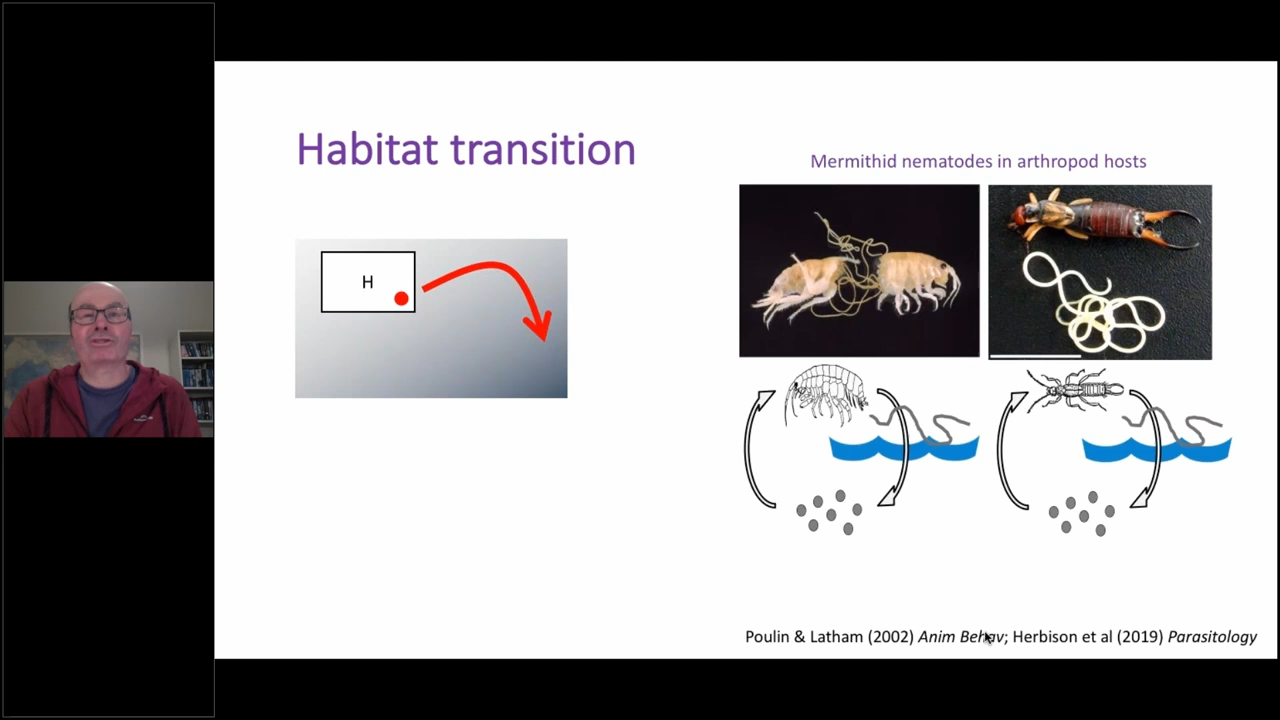 Habitat transition
Mermithid nematodes in arthropod hosts
H
Poulin & Latham (2002) Anim Behav; Herbison et al (2019) Parasitology